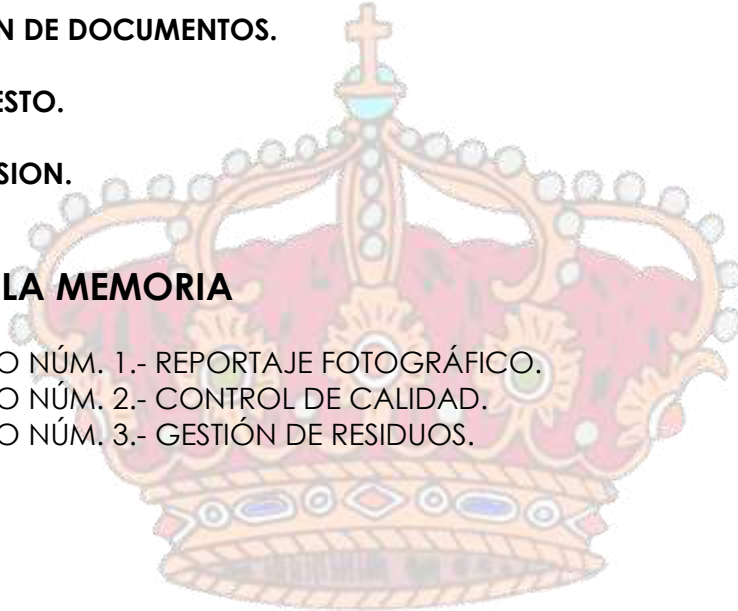 N DE DOCUMENTOS.
ESTO.
SION.
LA MEMORIA
O NÚM. 1.- REPORTAJE FOTOGRÁFICO.
O NÚM. 2.- CONTROL DE CALIDAD.
O NÚM. 3.- GESTIÓN DE RESIDUOS.